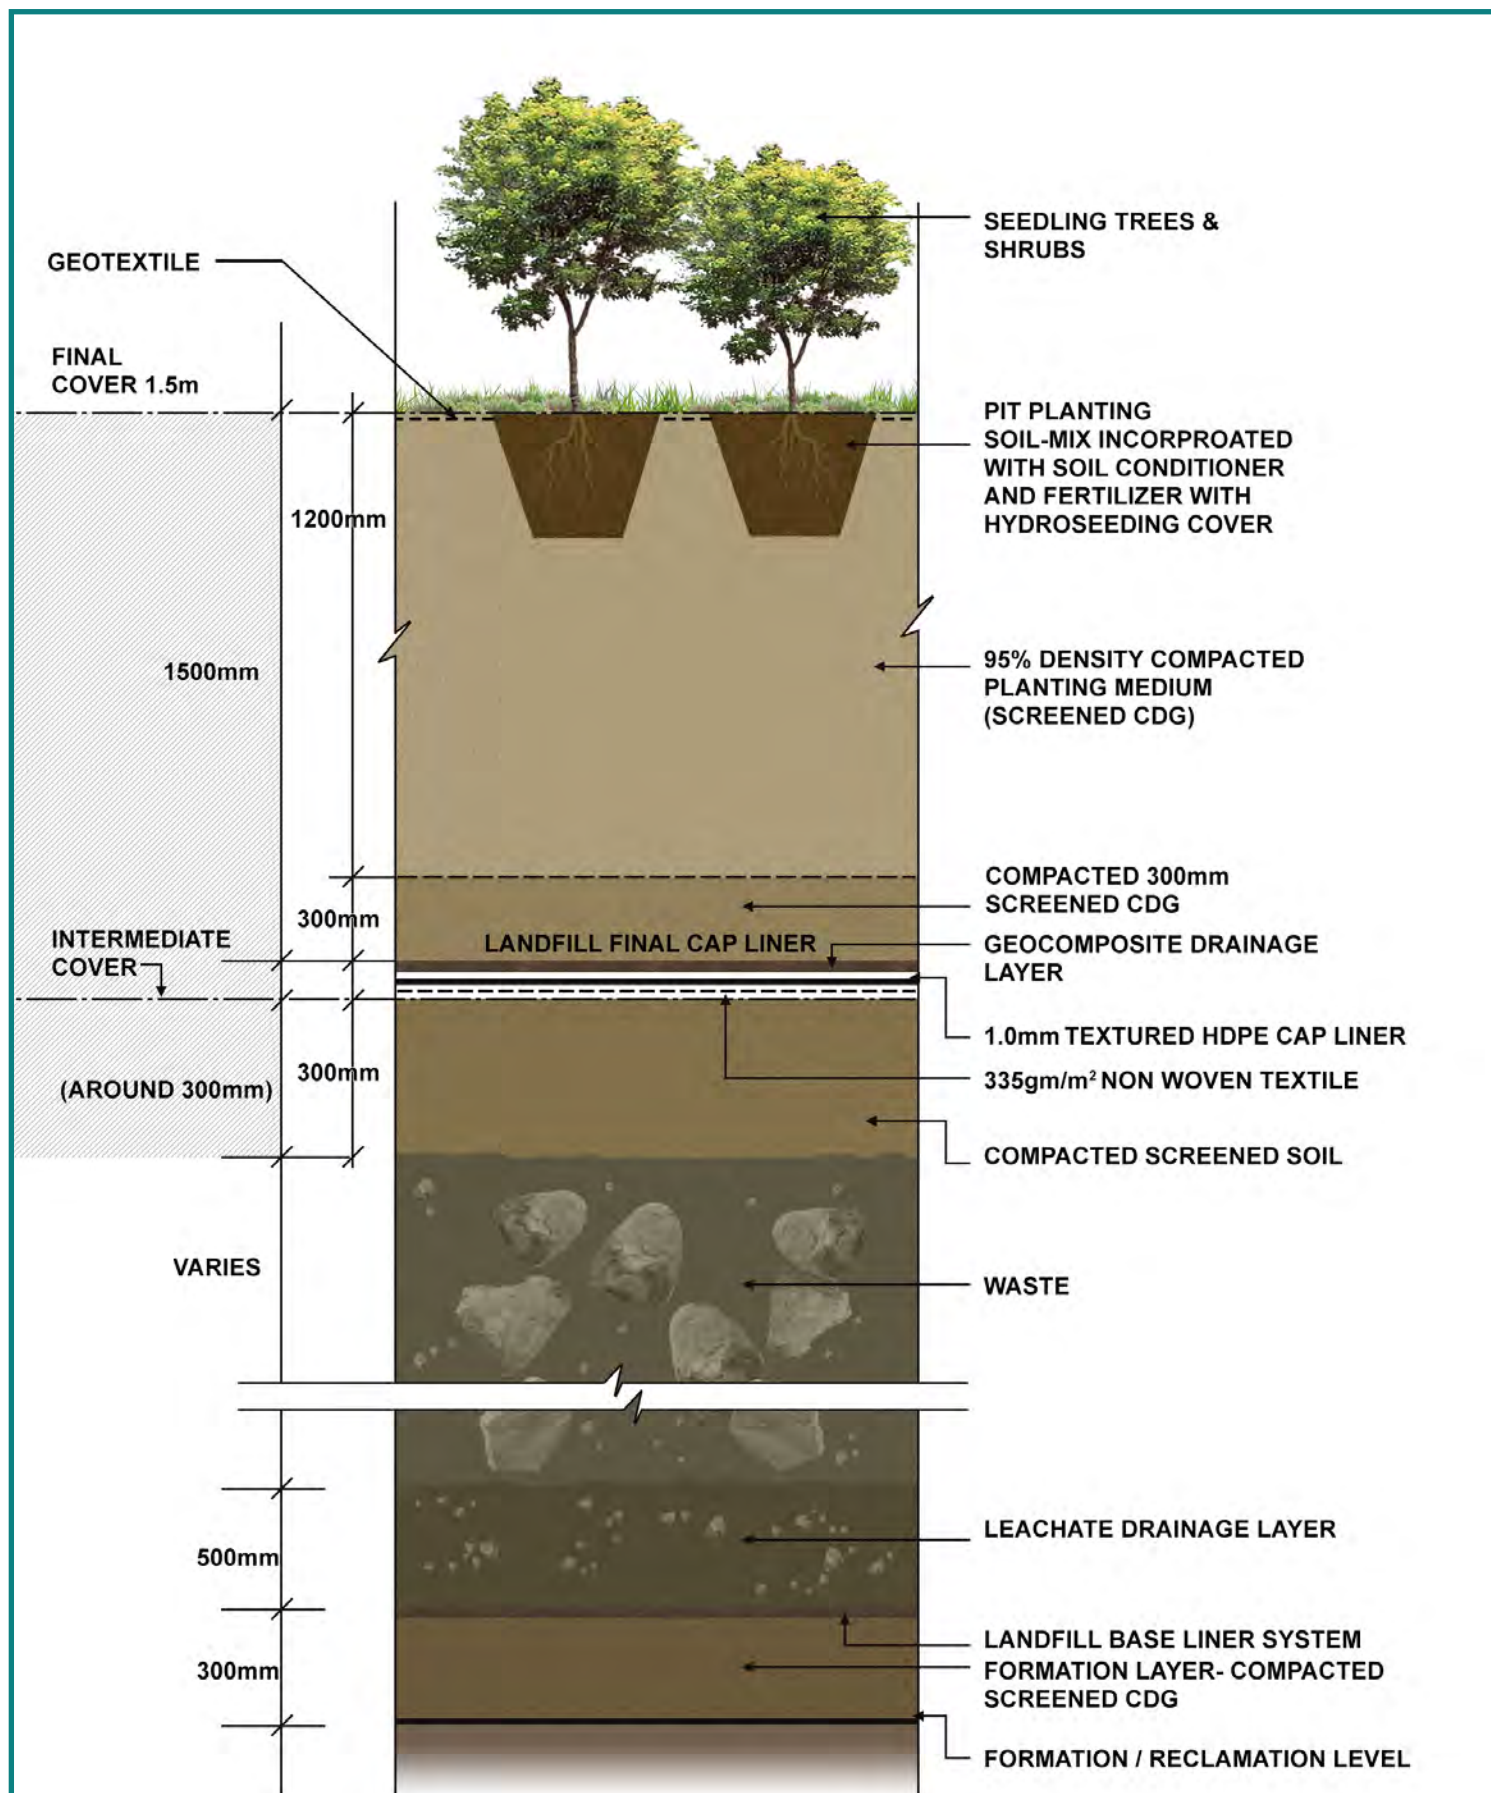 SEEDLING TREES &
SHRUBS
GEOTEXTILE
FINAL
COVER 1.5m
PIT PLANTING
SOIL-MIX INCORPROATED
WITH SOIL CONDITIONER
AND FERTILIZER WITH
HYDROSEEDING COVER
1200mm
1500mm
95% DENSITY COMPACTED
PLANTING MEDIUM
(SCREENED CDG)
COMPACTED 300mm
SCREENED CDG
300mm
INTERMEDIATE
COVER
LANDFILL FINAL CAP LINER
GEOCOMPOSITE DRAINAGE
LAYER
1.0mm TEXTURED HDPE CAP LINER
300mm
(AROUND 300mm)
335gm/m² NON WOVEN TEXTILE
COMPACTED SCREENED SOIL
VARIES
WASTE
LEACHATE DRAINAGE LAYER
500mm
LANDFILL BASE LINER SYSTEM
300mm
FORMATION LAYER- COMPACTED
SCREENED CDG
FORMATION / RECLAMATION LEVEL